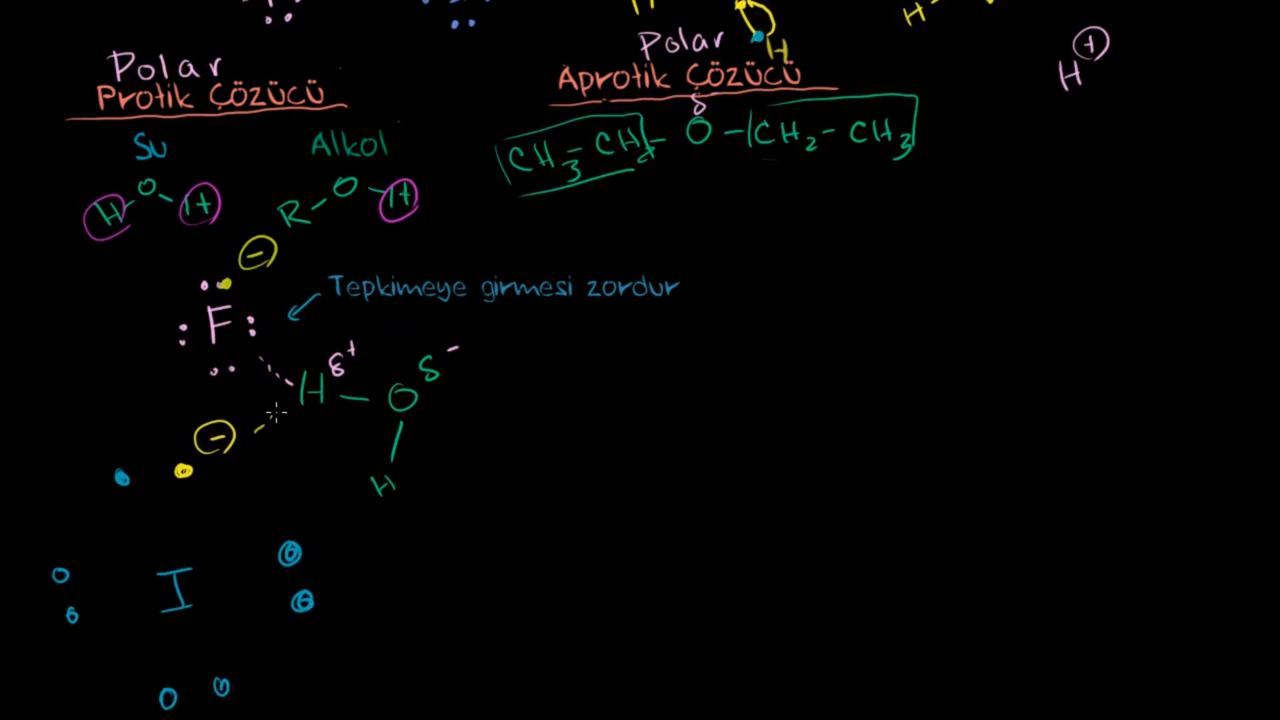 H
H
H
H⊕
Polar
Protik Çözücü
Polar
Aprotik Çözücü
Su
Alkol
δ
CH₃ – CH₂ – O – CH₂ – CH₃
H O H
R – O – H
−
F
Tepkimeye girmesi zordur
δ⁺
δ⁻
H – O
−
H
I